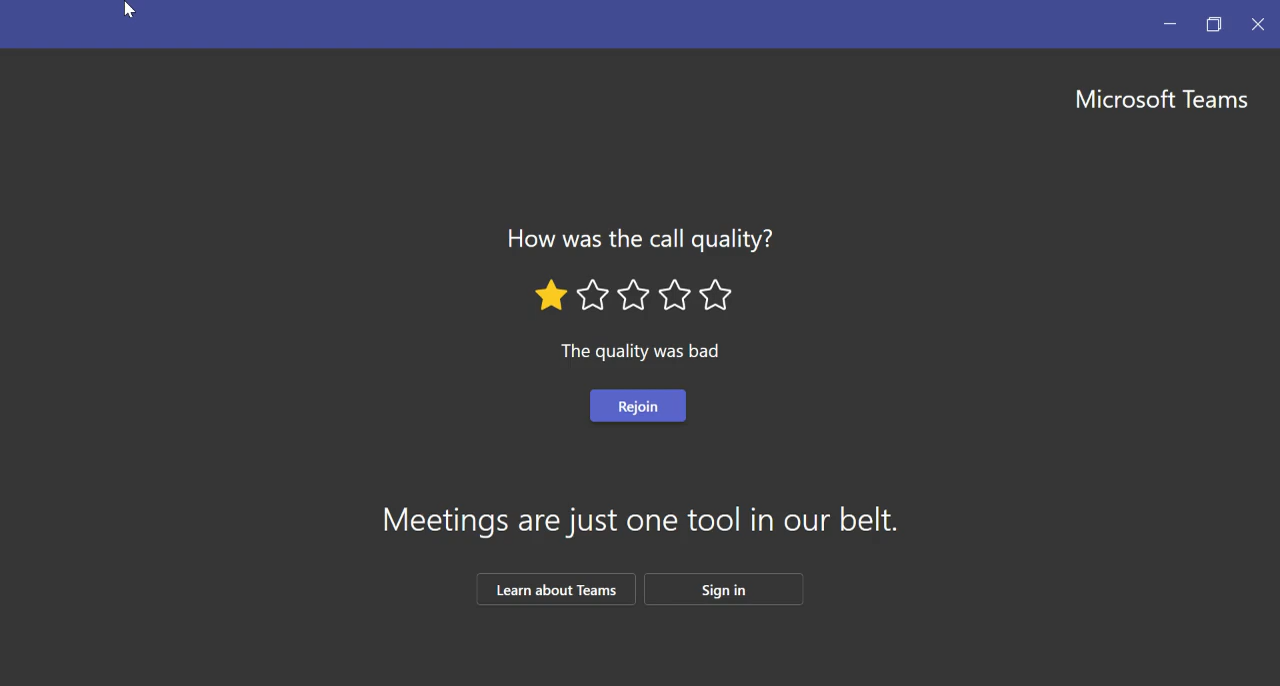 Microsoft Teams
How was the call quality?
The quality was bad
Rejoin
Meetings are just one tool in our belt.
Learn about Teams
Sign in